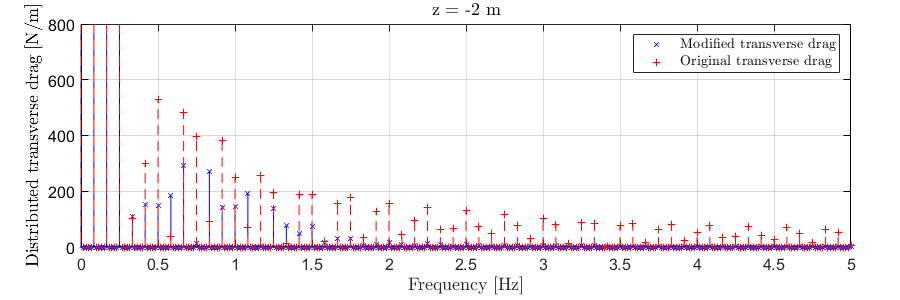 z = -2 m
Distributed transverse drag [N/m]
800
600
400
200
0
Modified transverse drag
Original transverse drag
0 0.5 1 1.5 2 2.5 3 3.5 4 4.5 5
Frequency [Hz]